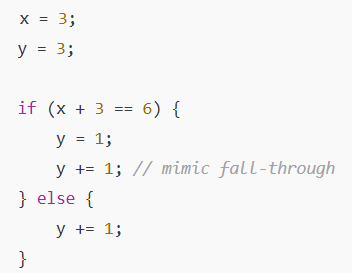 x = 3;
y = 3;

if (x + 3 == 6) {
    y = 1;
    y += 1; // mimic fall-through
} else {
    y += 1;
}